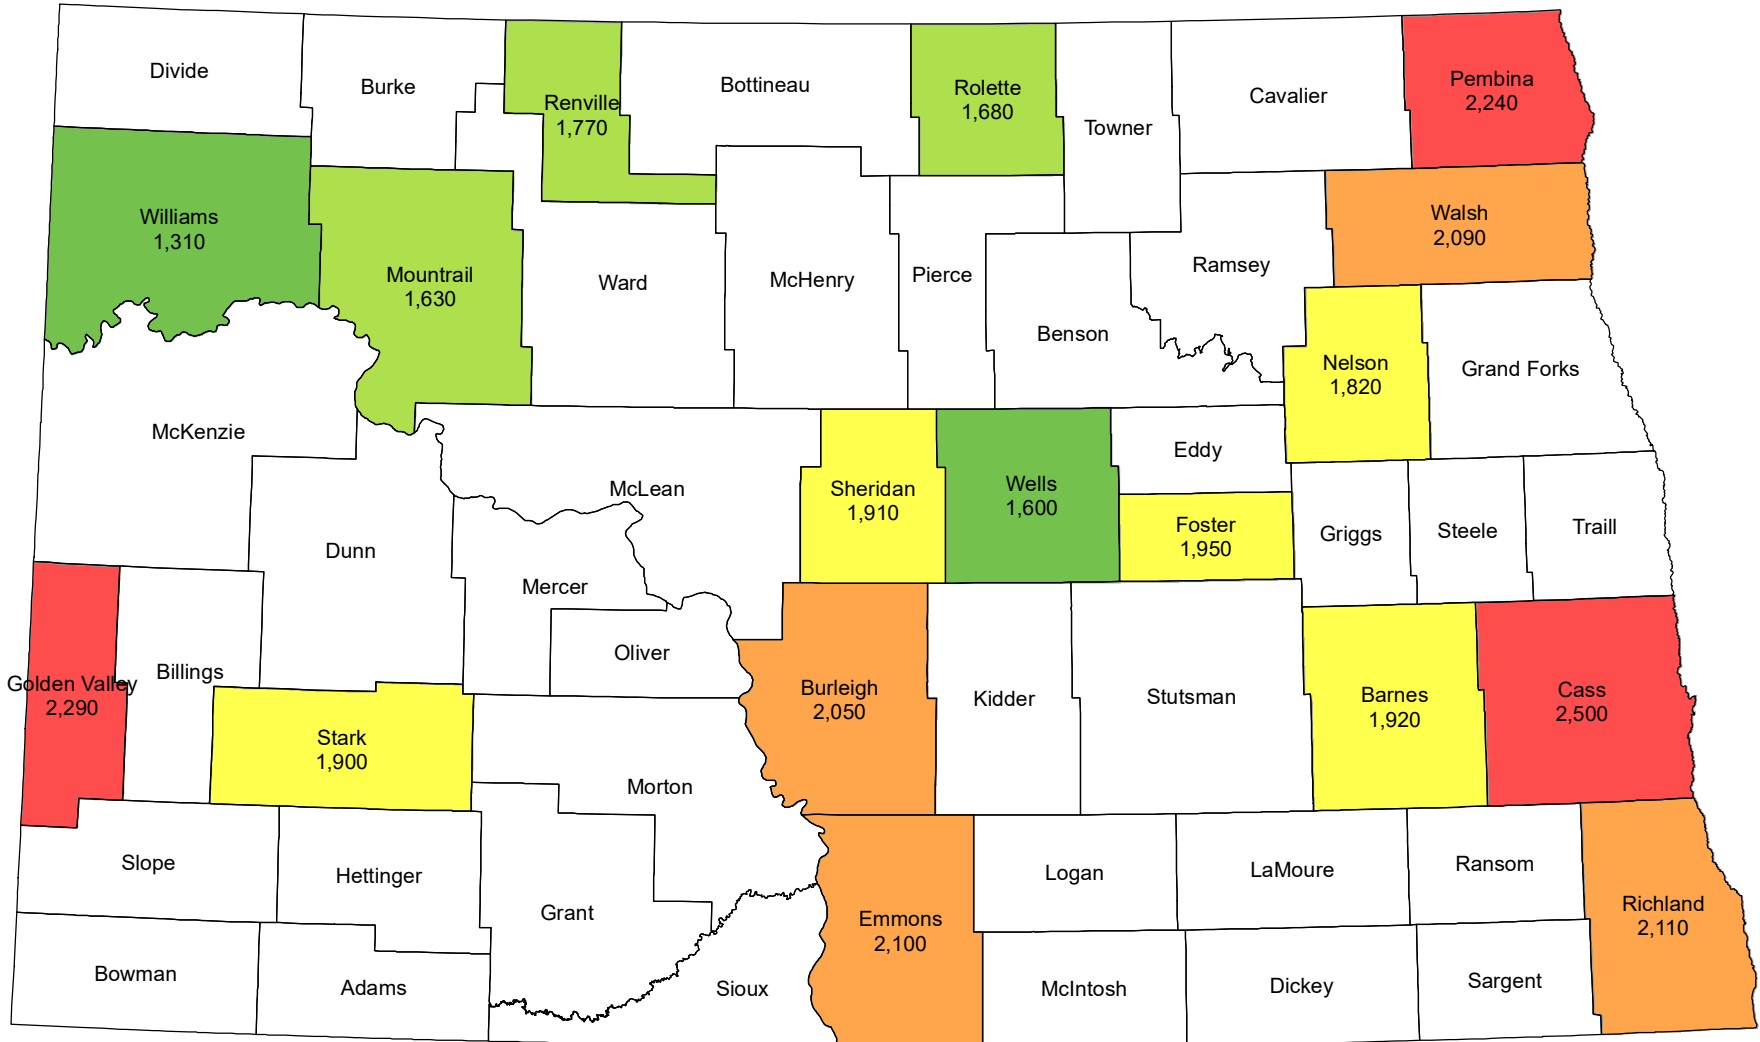 Divide
Burke
Renville
1,770
Bottineau
Rolette
1,680
Towner
Cavalier
Pembina
2,240
Williams
1,310
Mountrail
1,630
Ward
McHenry
Pierce
Benson
Ramsey
Walsh
2,090
Nelson
1,820
Grand Forks
McKenzie
Dunn
McLean
Mercer
Oliver
Sheridan
1,910
Wells
1,600
Eddy
Foster
1,950
Griggs
Steele
Traill
Golden Valley
2,290
Billings
Stark
1,900
Morton
Burleigh
2,050
Kidder
Stutsman
Barnes
1,920
Cass
2,500
Slope
Hettinger
Grant
Bowman
Adams
Sioux
Emmons
2,100
Logan
LaMoure
Ransom
Richland
2,110
McIntosh
Dickey
Sargent